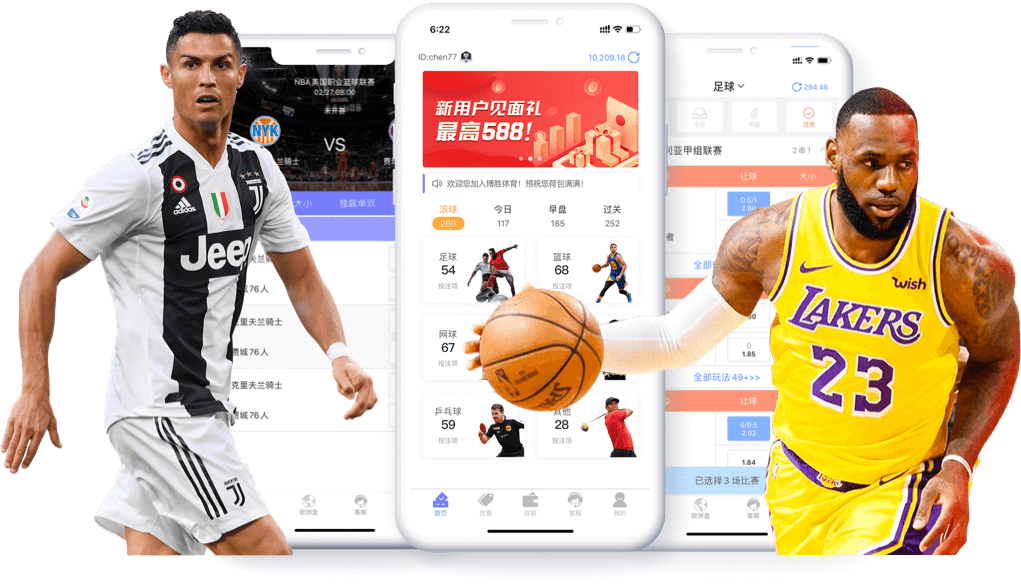 2:10
NBA美国职业篮球联赛
02/27 08:00
未开赛
NYK
VS
兰骑士
费
大小
独赢单双
兰骑士
城76人
克里夫兰骑士
费城76人
克里夫兰骑士
费城76人
欧洲盘
客服
Jeep
adidas
6:22
ID:chen77
10,209.18
新用户见面礼
最高588!
欢迎您加入博胜体育！预祝您荷包满满！
滚球
今日
早盘
过关
269
117
185
252
足球
54
投注项
篮球
68
投注项
网球
67
投注项
乒乓球
59
投注项
其他
28
投注项
首页
优惠
存款
客服
我的
足球
284.46
今日
早盘
结秀
利亚甲组联赛
2串1
让球
大小
0.5/1
2.00
者
全部玩
.00
0
1.85
全部玩法49+>>
让球
0/0.5
2.02
1.84
已选择3场比赛
欧洲盘
客服
wish
LAKERS
23